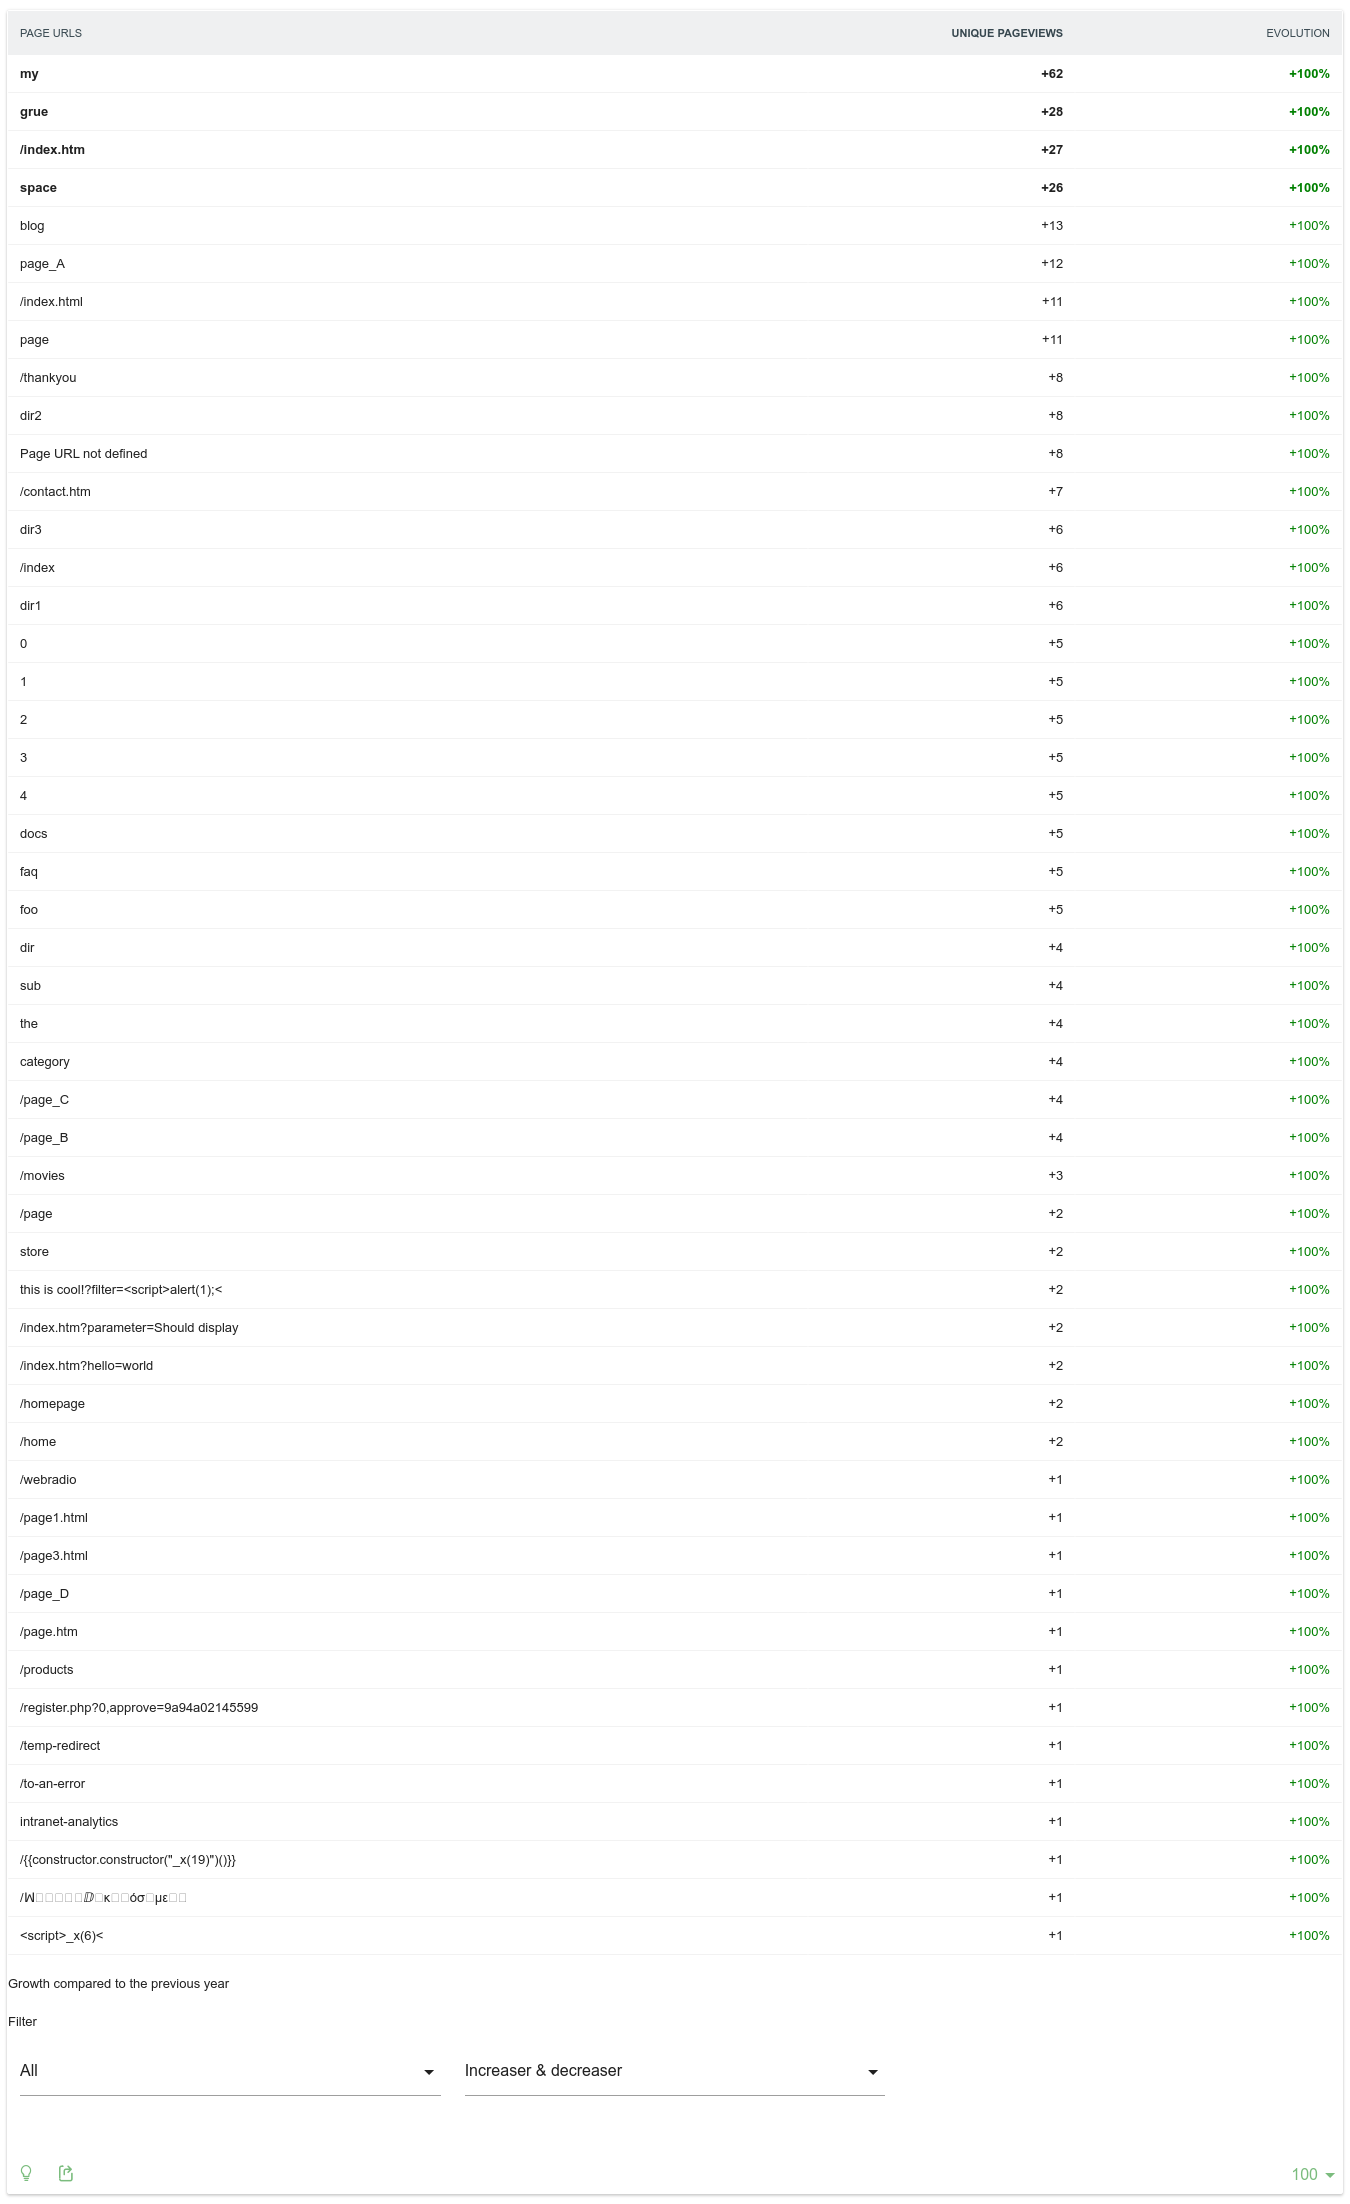 PAGE URLS UNIQUE PAGEVIEWS EVOLUTION
my +62 +100%
grue +28 +100%
/index.htm +27 +100%
space +26 +100%
blog +13 +100%
page_A +12 +100%
/index.html +11 +100%
page +11 +100%
/thankyou +8 +100%
dir2 +8 +100%
Page URL not defined +8 +100%
/contact.htm +7 +100%
dir3 +6 +100%
/index +6 +100%
dir1 +6 +100%
0 +5 +100%
1 +5 +100%
2 +5 +100%
3 +5 +100%
4 +5 +100%
docs +5 +100%
faq +5 +100%
foo +5 +100%
dir +4 +100%
sub +4 +100%
the +4 +100%
category +4 +100%
/page_C +4 +100%
/page_B +4 +100%
/movies +3 +100%
/page +2 +100%
store +2 +100%
this is cool!?filter=<script>alert(1);< +2 +100%
/index.htm?parameter=Should display +2 +100%
/index.htm?hello=world +2 +100%
/homepage +2 +100%
/home +2 +100%
/webradio +1 +100%
/page1.html +1 +100%
/page3.html +1 +100%
/page_D +1 +100%
/page.htm +1 +100%
/products +1 +100%
/register.php?0,approve=9a94a02145599 +1 +100%
/temp-redirect +1 +100%
/to-an-error +1 +100%
intranet-analytics +1 +100%
/{{constructor.constructor("_x(19)")()}} +1 +100%
+1 +100%
<script>_x(6)< +1 +100%
Growth compared to the previous year
Filter
All Increaser & decreaser
100